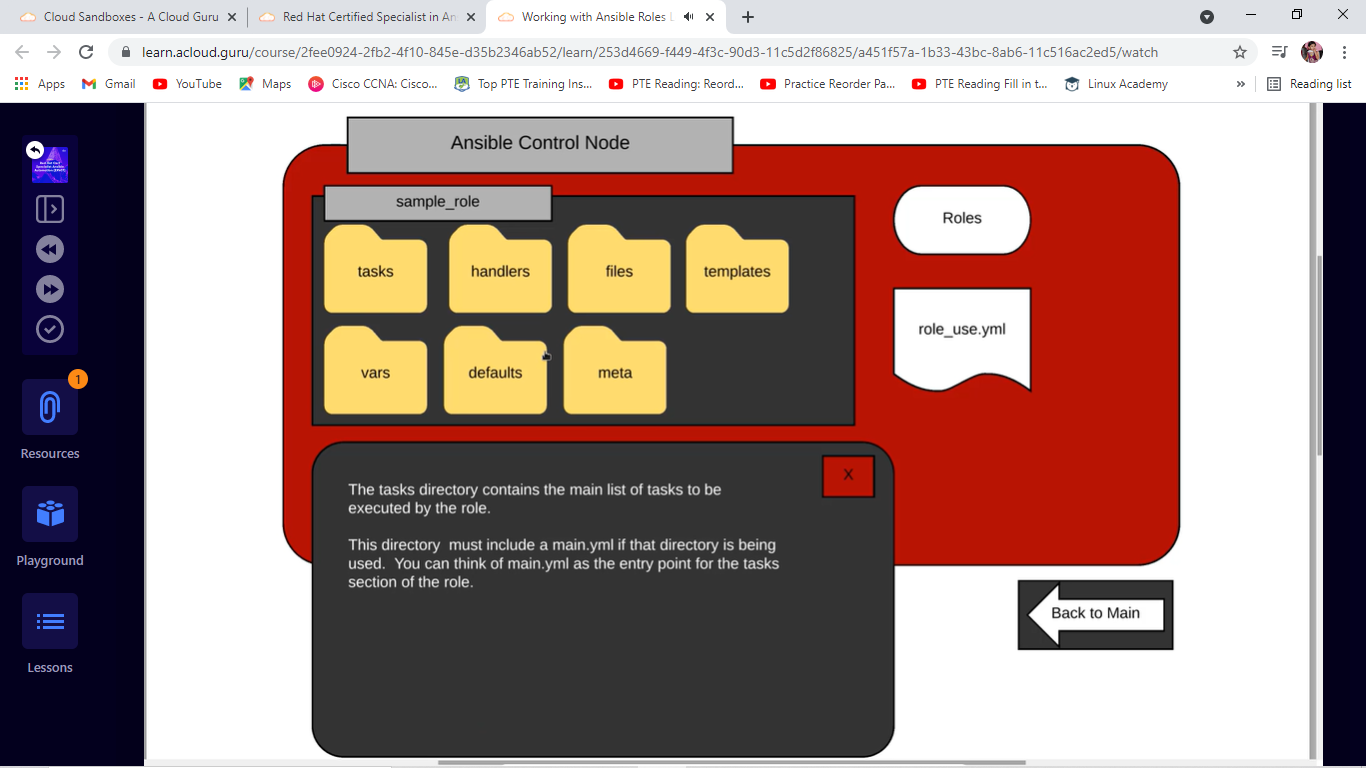 Cloud Sandboxes - A Cloud Guru
Red Hat Certified Specialist in An
Working with Ansible Roles L
learn.acloud.guru/course/2fee0924-2fb2-4f10-845e-d35b2346ab52/learn/253d4669-f449-4f3c-90d3-11c5d2f86825/a451f57a-1b33-43bc-8ab6-11c516ac2ed5/watch
Apps
Gmail
YouTube
Maps
Cisco CCNA: Cisco...
Top PTE Training Ins...
PTE Reading: Reord...
Practice Reorder Pa...
PTE Reading Fill in t...
Linux Academy
»
Reading list
1
Resources
Playground
Lessons
Ansible Control Node
sample_role
tasks
handlers
files
templates
vars
defaults
meta
Roles
role_use.yml
X
The tasks directory contains the main list of tasks to be
executed by the role.
This directory  must include a main.yml if that directory is being
used.  You can think of main.yml as the entry point for the tasks
section of the role.
Back to Main